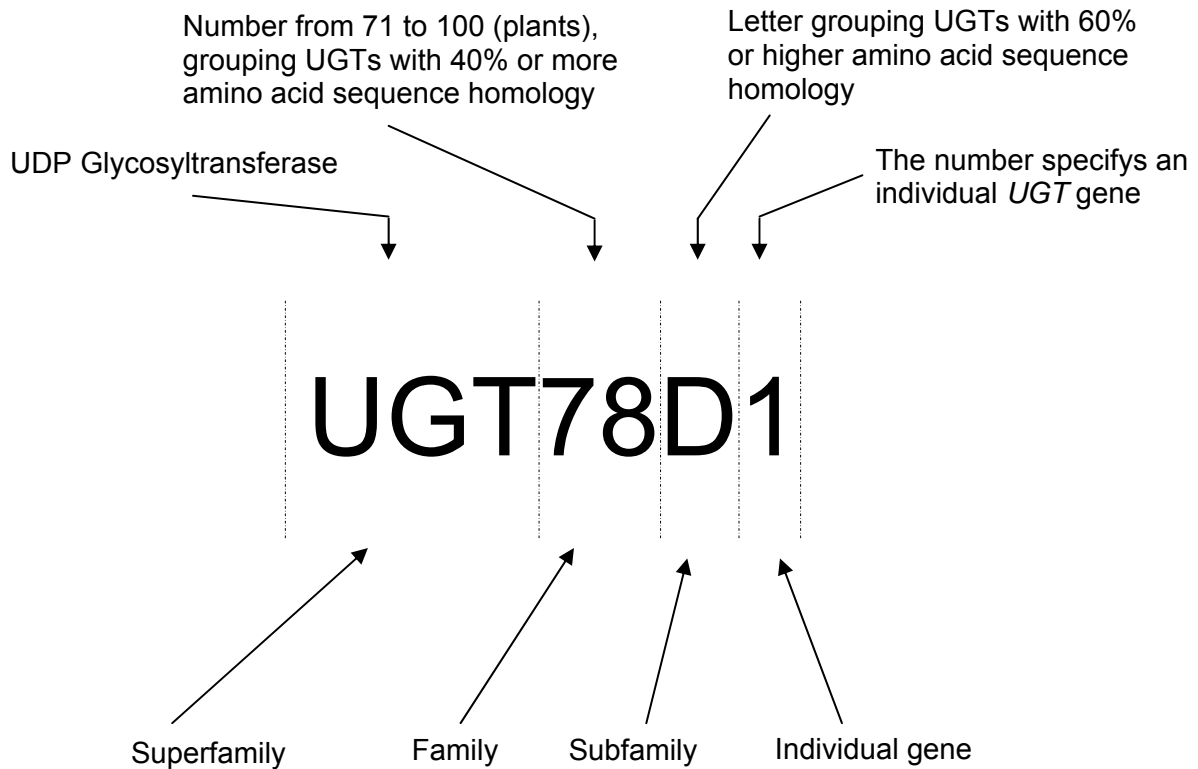 Number from 71 to 100 (plants),
grouping UGTs with 40% or more
amino acid sequence homology
Letter grouping UGTs with 60%
or higher amino acid sequence
homology
UDP Glycosyltransferase
The number specifys an
individual UGT gene
UGT78D1
Superfamily
Family
Subfamily
Individual gene